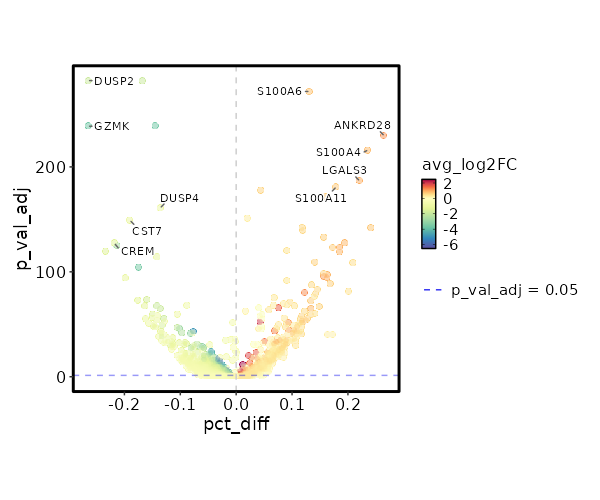 DUSP2
S100A6
GZMK
ANKRD28
S100A4
LGALS3
S100A11
DUSP4
CST7
CREM
200
100
0
-0.2
-0.1
0.0
0.1
0.2
pct_diff
p_val_adj
avg_log2FC
2
0
-2
-4
-6
p_val_adj = 0.05